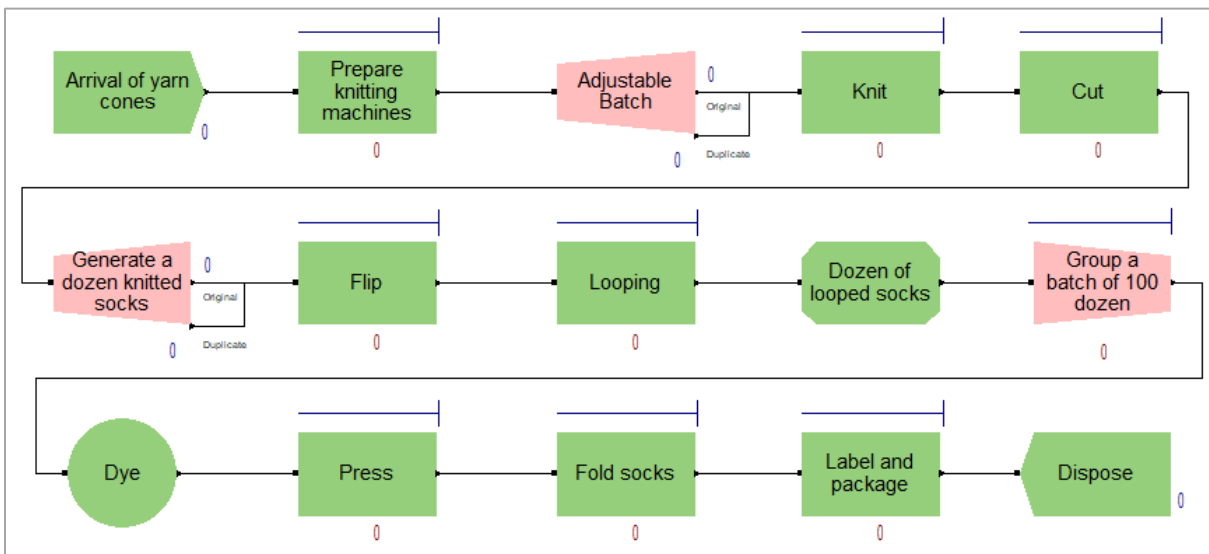 Arrival of yarn
cones
0
Prepare
knitting
machines
0
Adjustable
Batch
0
Original
0
Duplicate
Knit
0
Cut
0
Generate a
dozen knitted
socks
0
Original
0
Duplicate
Flip
0
Looping
0
Dozen of
looped socks
Group a
batch of 100
dozen
0
Dye
Press
0
Fold socks
0
Label and
package
0
Dispose
0